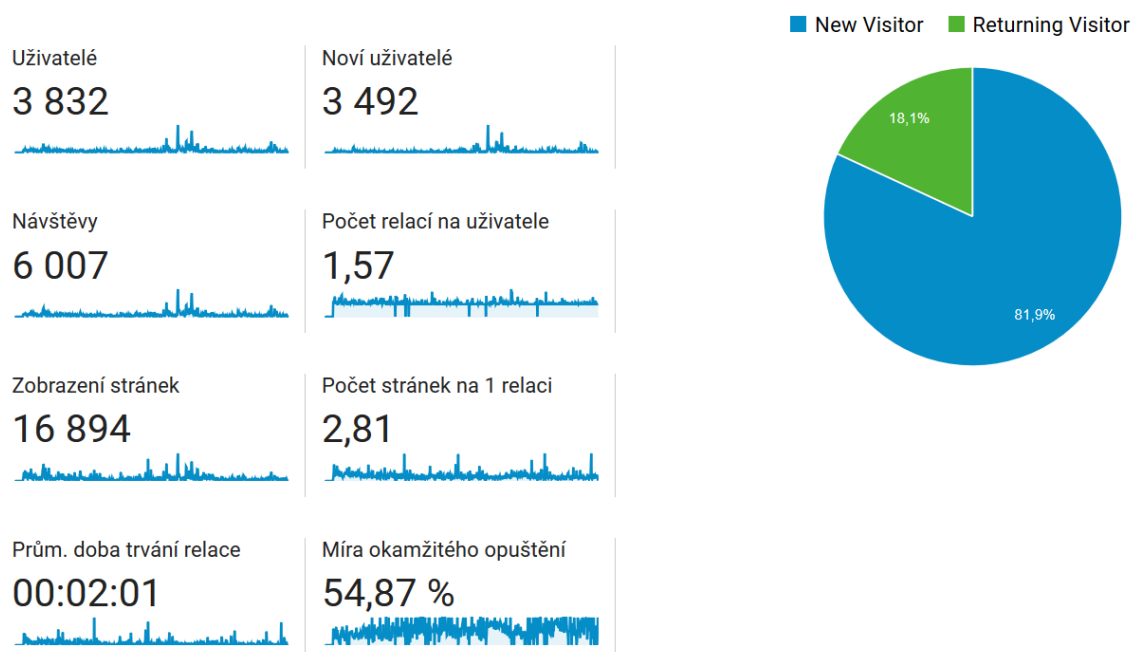 New Visitor
Returning Visitor
Uživatelé
3 832
Noví uživatelé
3 492
18,1%
81,9%
Návštěvy
6 007
Počet relací na uživatele
1,57
Zobrazení stránek
16 894
Počet stránek na 1 relaci
2,81
Prům. doba trvání relace
00:02:01
Míra okamžitého opuštění
54,87 %